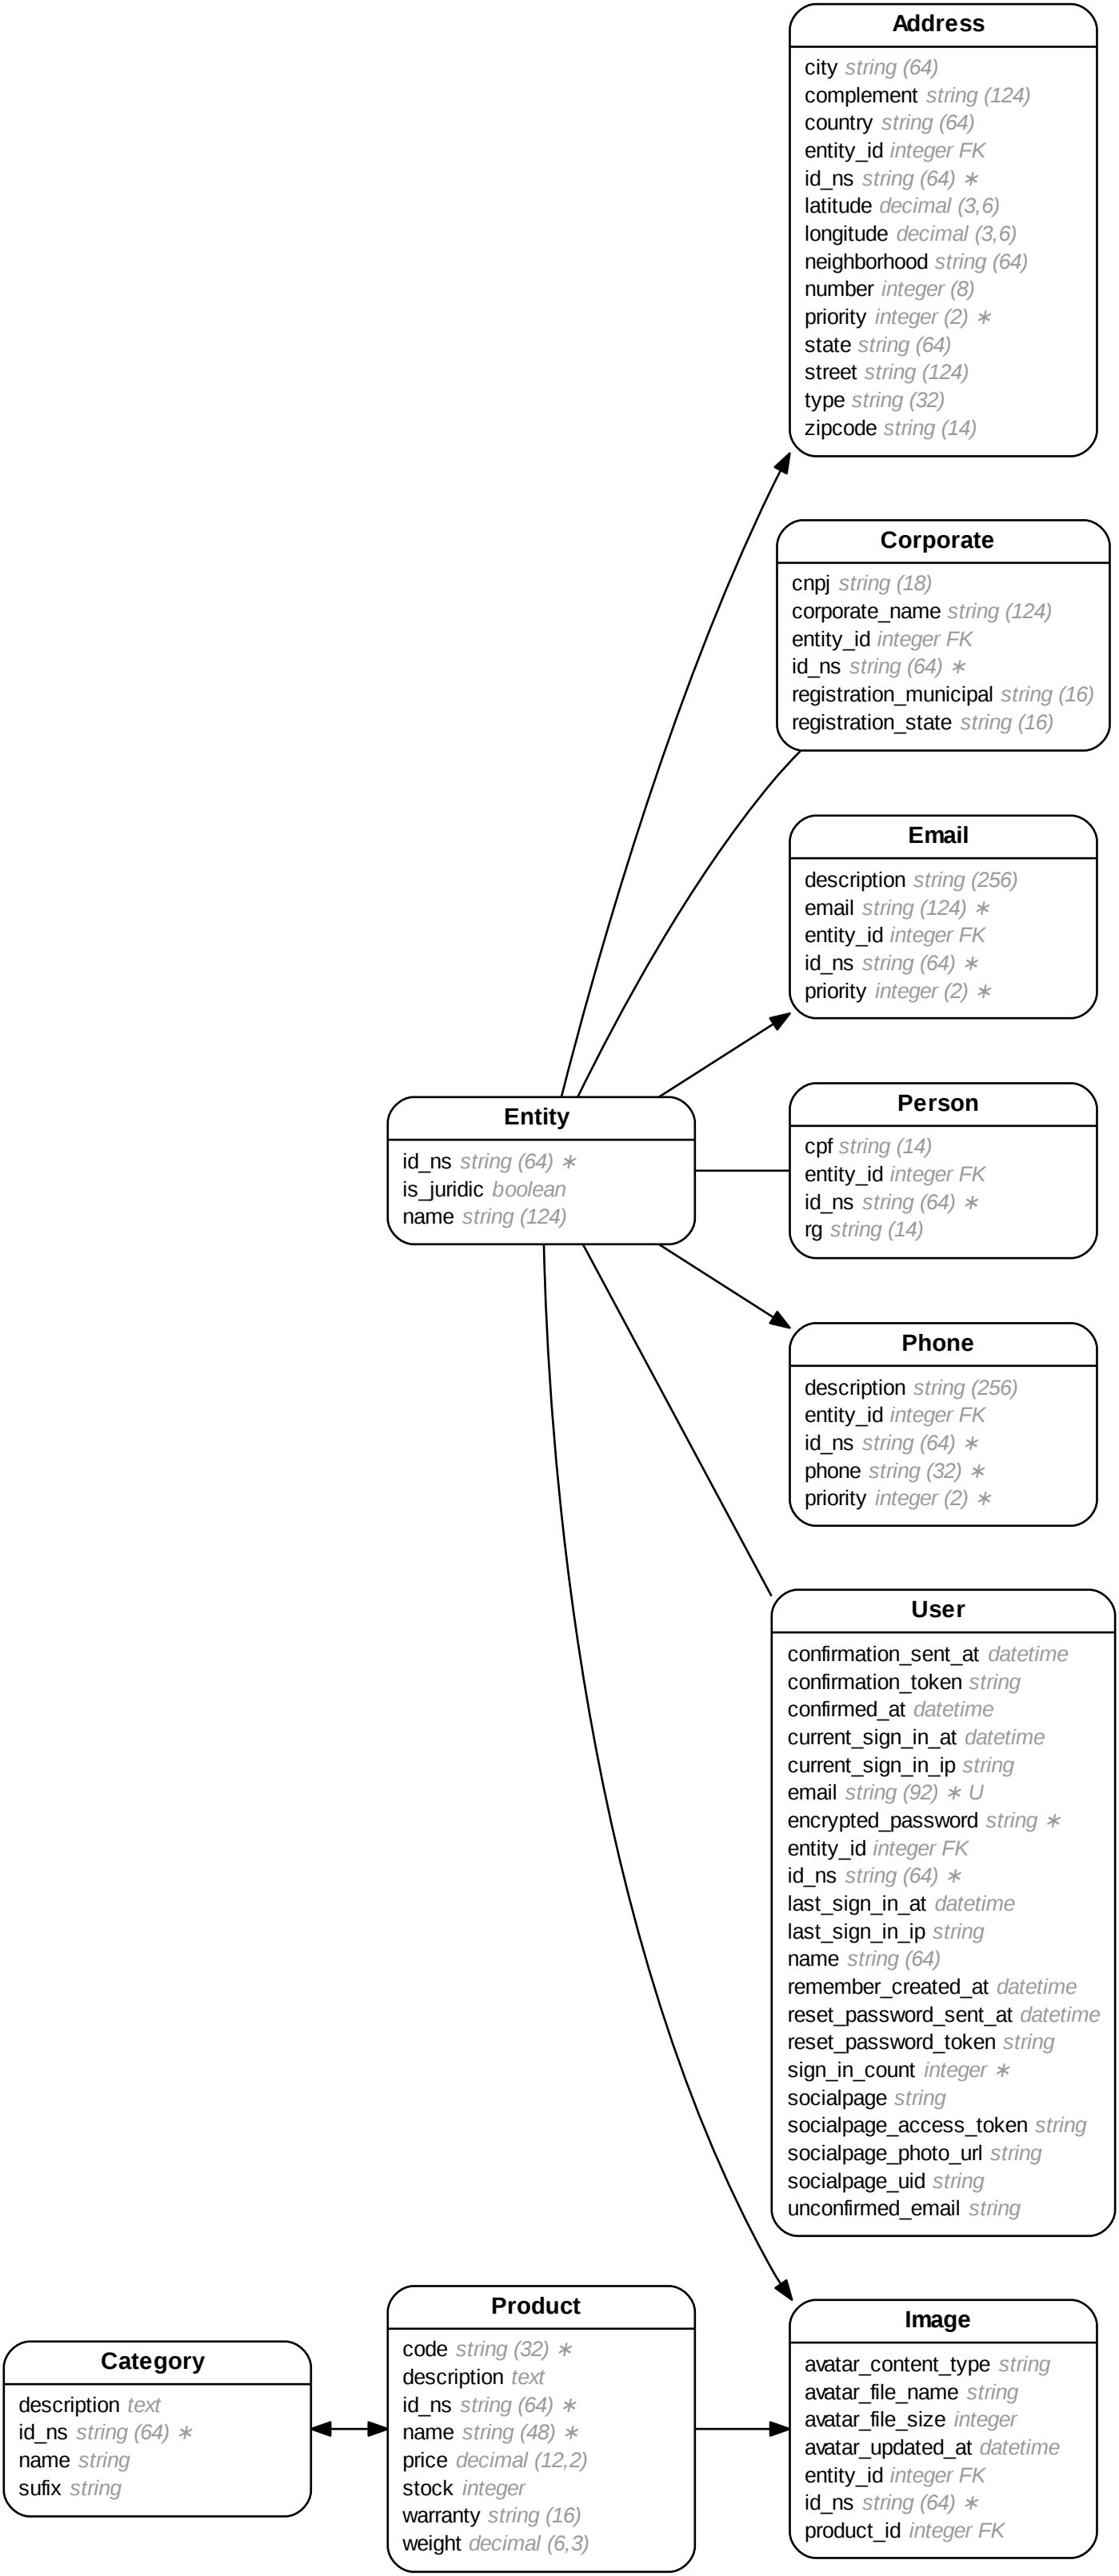 Address
city string (64)
complement string (124)
country string (64)
entity_id integer FK
id_ns string (64) ∗
latitude decimal (3,6)
longitude decimal (3,6)
neighborhood string (64)
number integer (8)
priority integer (2) ∗
state string (64)
street string (124)
type string (32)
zipcode string (14)
Corporate
cnpj string (18)
corporate_name string (124)
entity_id integer FK
id_ns string (64) ∗
registration_municipal string (16)
registration_state string (16)
Email
description string (256)
email string (124) ∗
entity_id integer FK
id_ns string (64) ∗
priority integer (2) ∗
Entity
id_ns string (64) ∗
is_juridic boolean
name string (124)
Person
cpf string (14)
entity_id integer FK
id_ns string (64) ∗
rg string (14)
Phone
description string (256)
entity_id integer FK
id_ns string (64) ∗
phone string (32) ∗
priority integer (2) ∗
User
confirmation_sent_at datetime
confirmation_token string
confirmed_at datetime
current_sign_in_at datetime
current_sign_in_ip string
email string (92) ∗ U
encrypted_password string ∗
entity_id integer FK
id_ns string (64) ∗
last_sign_in_at datetime
last_sign_in_ip string
name string (64)
remember_created_at datetime
reset_password_sent_at datetime
reset_password_token string
sign_in_count integer ∗
socialpage string
socialpage_access_token string
socialpage_photo_url string
socialpage_uid string
unconfirmed_email string
Category
description text
id_ns string (64) ∗
name string
sufix string
Product
code string (32) ∗
description text
id_ns string (64) ∗
name string (48) ∗
price decimal (12,2)
stock integer
warranty string (16)
weight decimal (6,3)
Image
avatar_content_type string
avatar_file_name string
avatar_file_size integer
avatar_updated_at datetime
entity_id integer FK
id_ns string (64) ∗
product_id integer FK